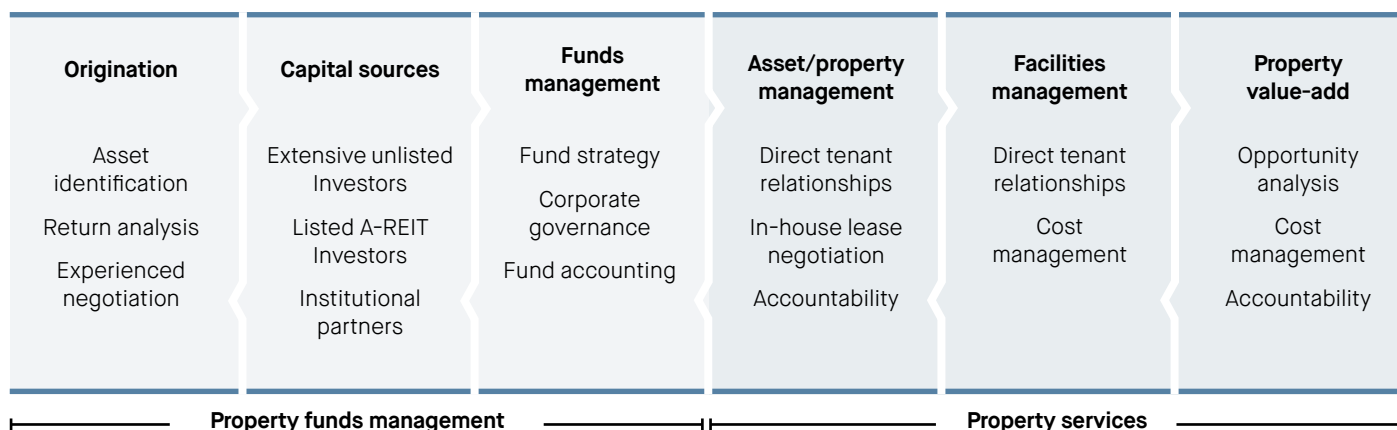 Origination
Asset
identification
Return analysis
Experienced
negotiation
Capital sources
Extensive unlisted
Investors
Listed A-REIT
Investors
Institutional
partners
Funds
management
Fund strategy
Corporate
governance
Fund accounting
Asset/property
management
Direct tenant
relationships
In-house lease
negotiation
Accountability
Facilities
management
Direct tenant
relationships
Cost
management
Property
value-add
Opportunity
analysis
Cost
management
Accountability
Property funds management
Property services